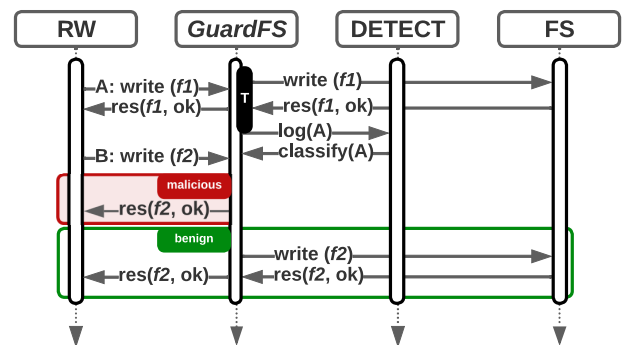 RW GuardFS DETECT FS
write (f1)
A: write (f1)
T
res(f1, ok) res(f1, ok)
log(A)
classify(A)
B: write (f2)
malicious
res(f2, ok)
benign
write (f2)
res(f2, ok) res(f2, ok)